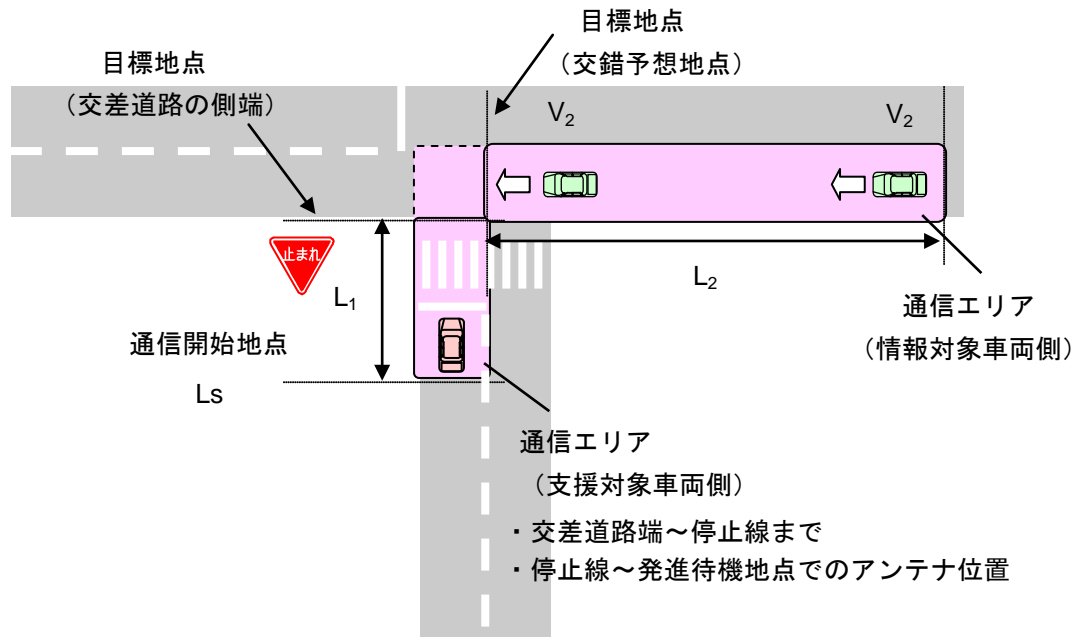 目標地点
（交錯予想地点）
目標地点
（交差道路の側端）
V2
V2
止まれ
L1
L2
通信開始地点
Ls
通信エリア
（情報対象車両側）
通信エリア
（支援対象車両側）
・交差道路端～停止線まで
・停止線～発進待機地点でのアンテナ位置